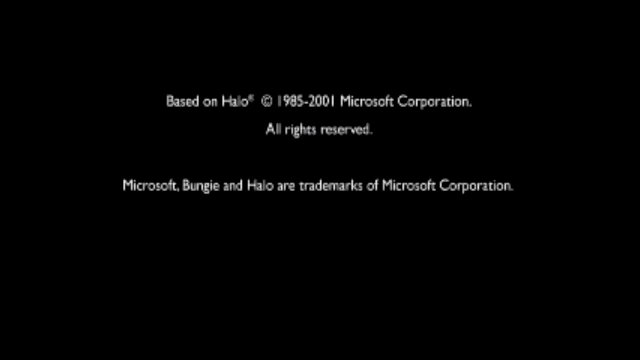 Based on Halo® © 1985-2001 Microsoft Corporation.
All rights reserved.
Microsoft, Bungie and Halo are trademarks of Microsoft Corporation.